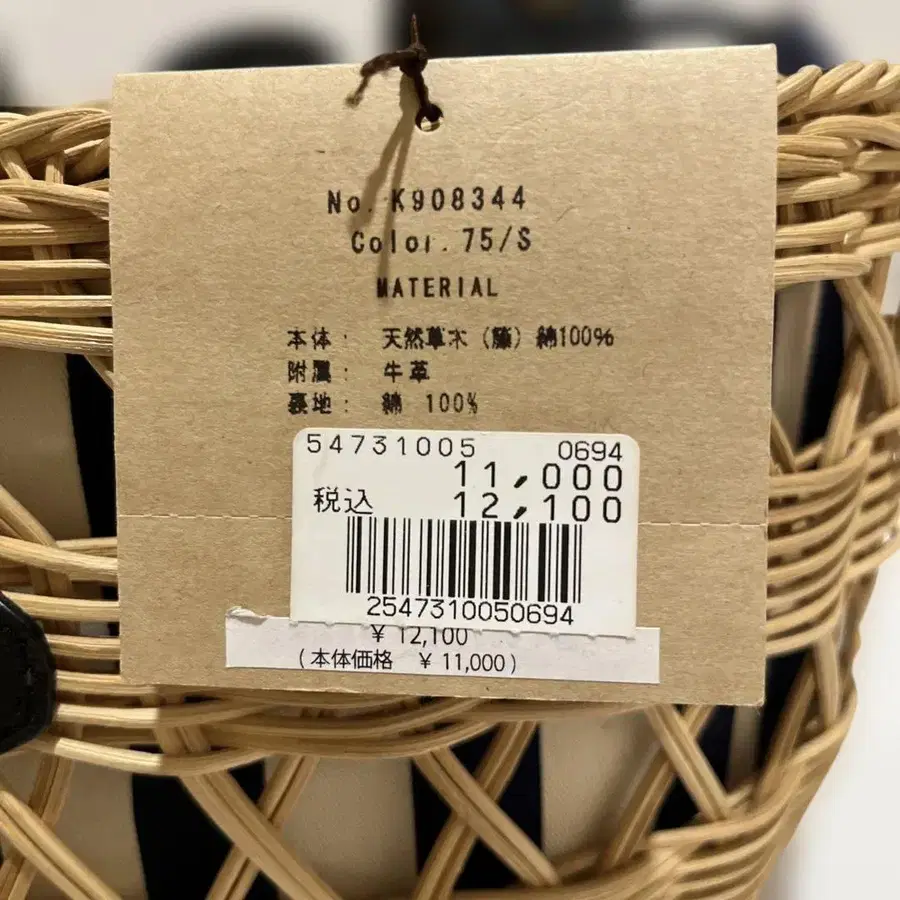 No. K908344
Color. 75/S
MATERIAL
本体： 天然草木（籐）綿100%
附属： 牛革
裏地： 綿 100%
54731005 0694
11,000
税込 12,100
2547310050694
¥ 12,100
(本体価格 ¥ 11,000)